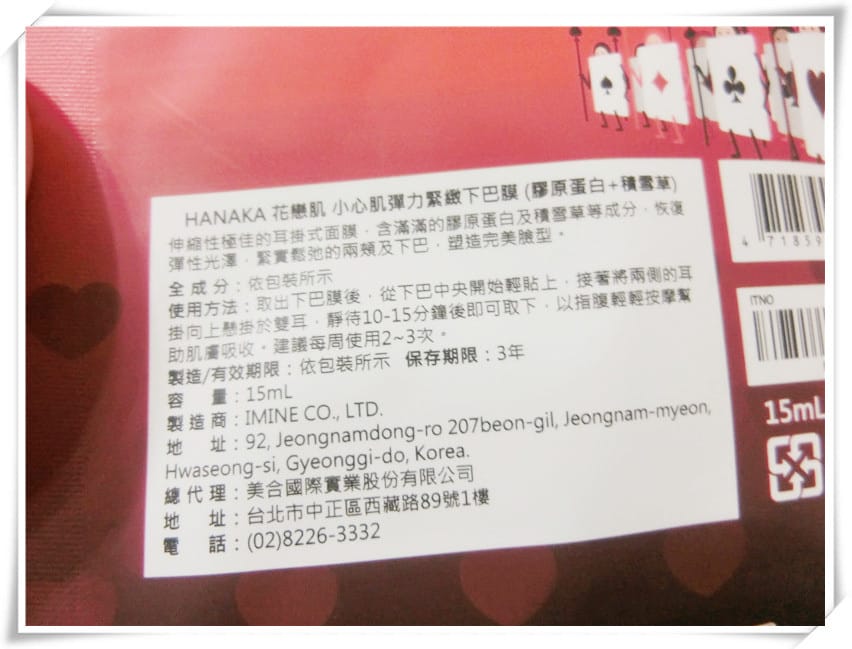 HANAKA 花戀肌 小心肌彈力緊緻下巴膜 (膠原蛋白+積雪草)
伸縮性極佳的耳掛式面膜，含滿滿的膠原蛋白及積雪草等成分，恢復
彈性光澤，緊實鬆弛的兩頰及下巴，塑造完美臉型。
全 成 分：依包裝所示
使用方法：取出下巴膜後，從下巴中央開始輕貼上，接著將兩側的耳
掛向上懸掛於雙耳，靜待10-15分鐘後即可取下，以指腹輕輕按摩幫
助肌膚吸收。建議每周使用2~3次。
製造/有效期限：依包裝所示 保存期限：3年
容 量：15mL
製 造 商：IMINE CO., LTD.
地 址：92, Jeongnamdong-ro 207beon-gil, Jeongnam-myeon,
Hwaseong-si, Gyeonggi-do, Korea.
總 代 理：美合國際實業股份有限公司
地 址：台北市中正區西藏路89號1樓
電 話：(02)8226-3332
4 71859
ITNO
15mL